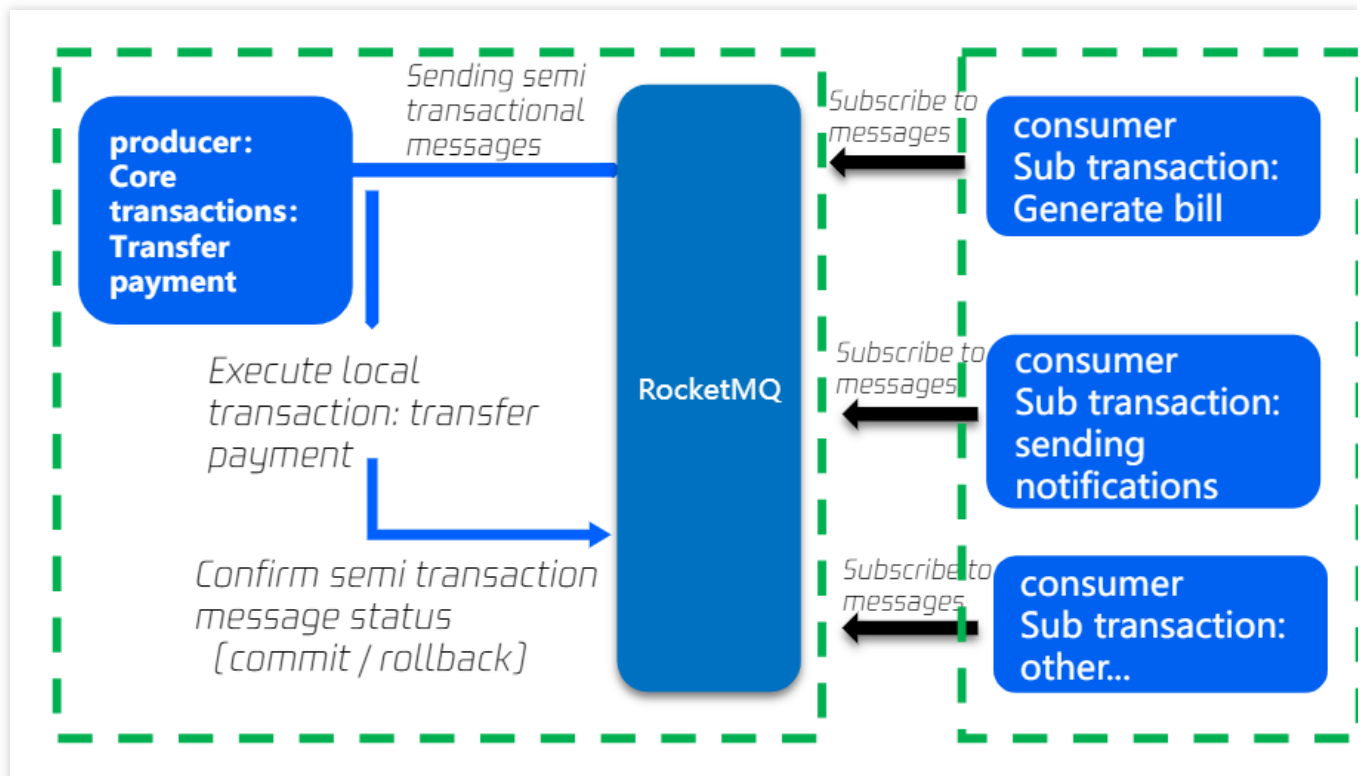 Sending semi
transactional
messages
producer:
Core
transactions:
Transfer
payment
Execute local
transaction: transfer
payment
Confirm semi transaction
message status
(commit / rollback)
RocketMQ
Subscribe to
messages
consumer
Sub transaction:
Generate bill
Subscribe to
messages
consumer
Sub transaction:
sending
notifications
Subscribe to
messages
consumer
Sub transaction:
other...